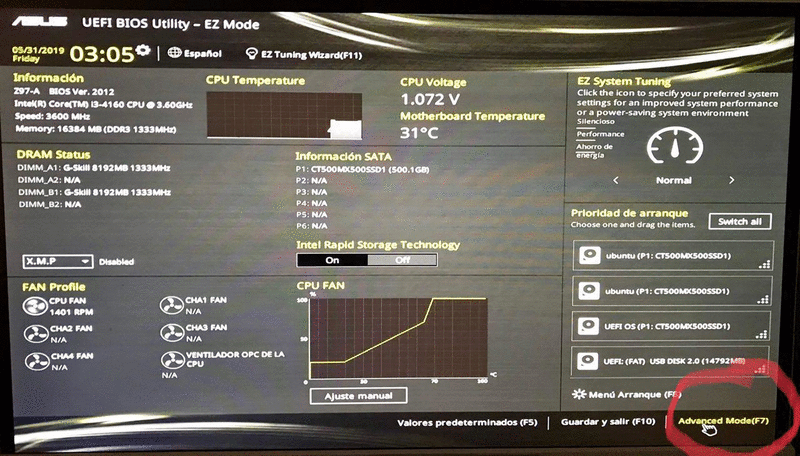 ASUS UEFI BIOS Utility – EZ Mode
05/31/2019
Friday
03:05
Español
EZ Tuning Wizard(F11)
Información
Z97-A BIOS Ver. 2012
Intel(R) Core(TM) i3-4160 CPU @ 3.60GHz
Speed: 3600 MHz
Memory: 16384 MB (DDR3 1333MHz)
CPU Temperature
CPU Voltage
1.072 V
Motherboard Temperature
31°C
EZ System Tuning
Click the icon to specify your preferred system
settings for an improved system performance
or a power-saving system environment
Silencioso
Performance
Ahorro de
energía
< Normal >
DRAM Status
DIMM_A1: G-Skill 8192MB 1333MHz
DIMM_A2: N/A
DIMM_B1: G-Skill 8192MB 1333MHz
DIMM_B2: N/A
X.M.P Disabled
Información SATA
P1: CT500MX500SSD1 (500.1GB)
P2: N/A
P3: N/A
P4: N/A
P5: N/A
P6: N/A
Intel Rapid Storage Technology
On Off
Prioridad de arranque
Choose one and drag the items.
Switch all
ubuntu (P1: CT500MX500SSD1)
ubuntu (P1: CT500MX500SSD1)
UEFI OS (P1: CT500MX500SSD1)
UEFI: (FAT) USB DISK 2.0 (14792MB)
FAN Profile
CPU FAN
1401 RPM
CHA1 FAN
N/A
CHA2 FAN
N/A
CHA3 FAN
N/A
CHA4 FAN
N/A
VENTILADOR OPC DE LA
CPU
N/A
CPU FAN
%
100
50
0
30
70
100
°C
Ajuste manual
Menú Arranque (F8)
Valores predeterminados (F5)
Guardar y salir (F10)
Advanced Mode(F7)